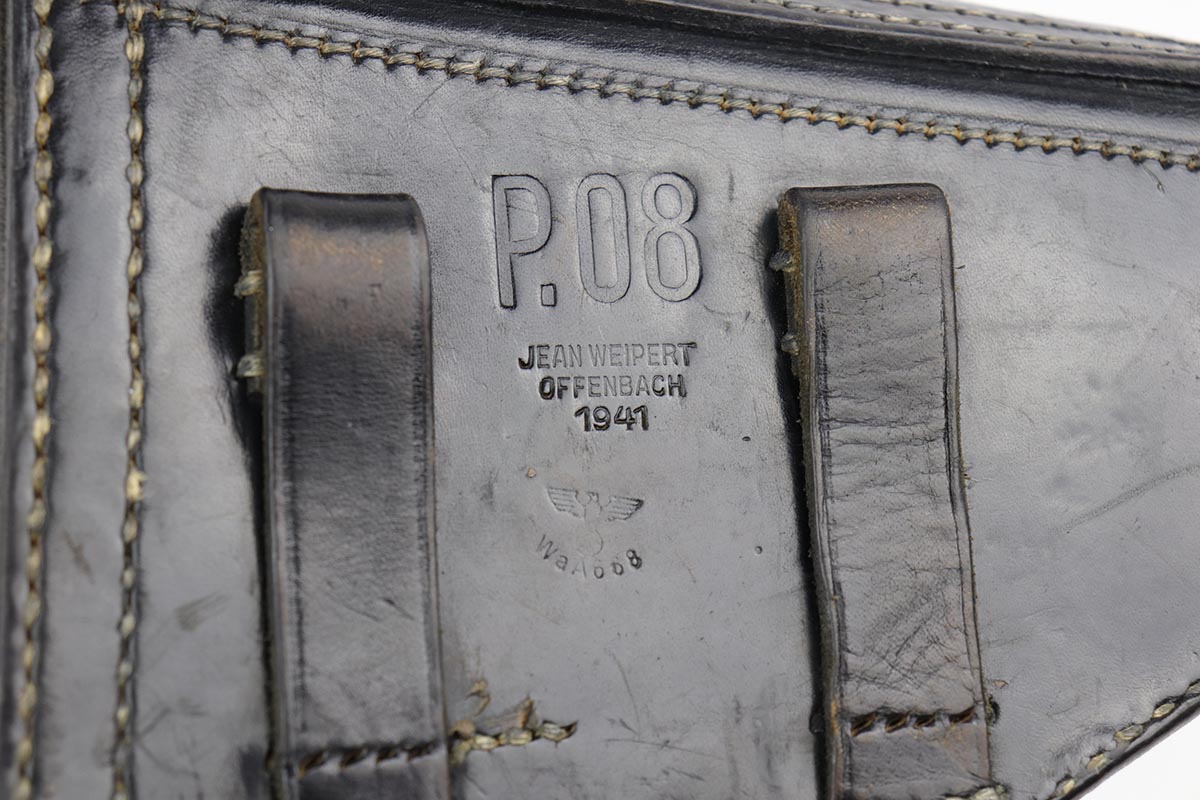 P.08
JEAN WEIPERT
OFFENBACH
1941
WaA668